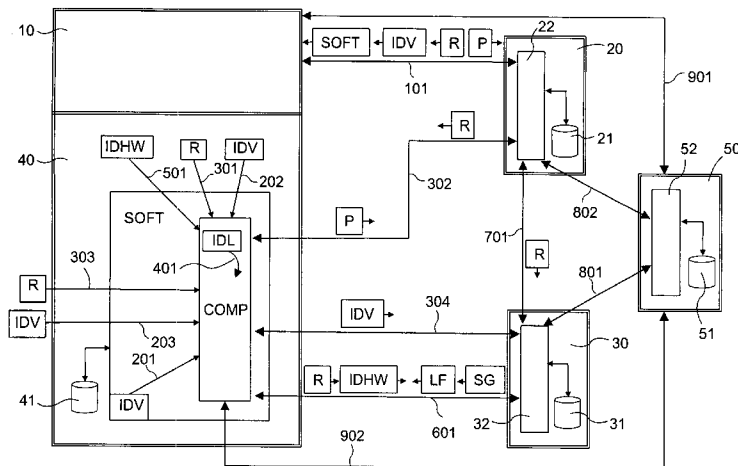 10
SOFT
IDV
R
P
22
20
101
901
21
R
40
IDHW
R
IDV
501
301
202
302
52
50
SOFT
802
P
IDL
701
401
R
303
801
51
R
COMP
IDV
304
IDV
203
30
201
R
IDHW
LF
SG
41
IDV
601
32
31
902